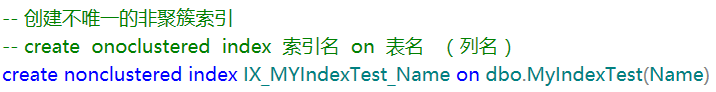 -- 创建不唯一的非聚簇索引
-- create  onoclustered  index  索引名  on  表名  （列名）
create nonclustered index IX_MYIndexTest_Name on dbo.MyIndexTest(Name)